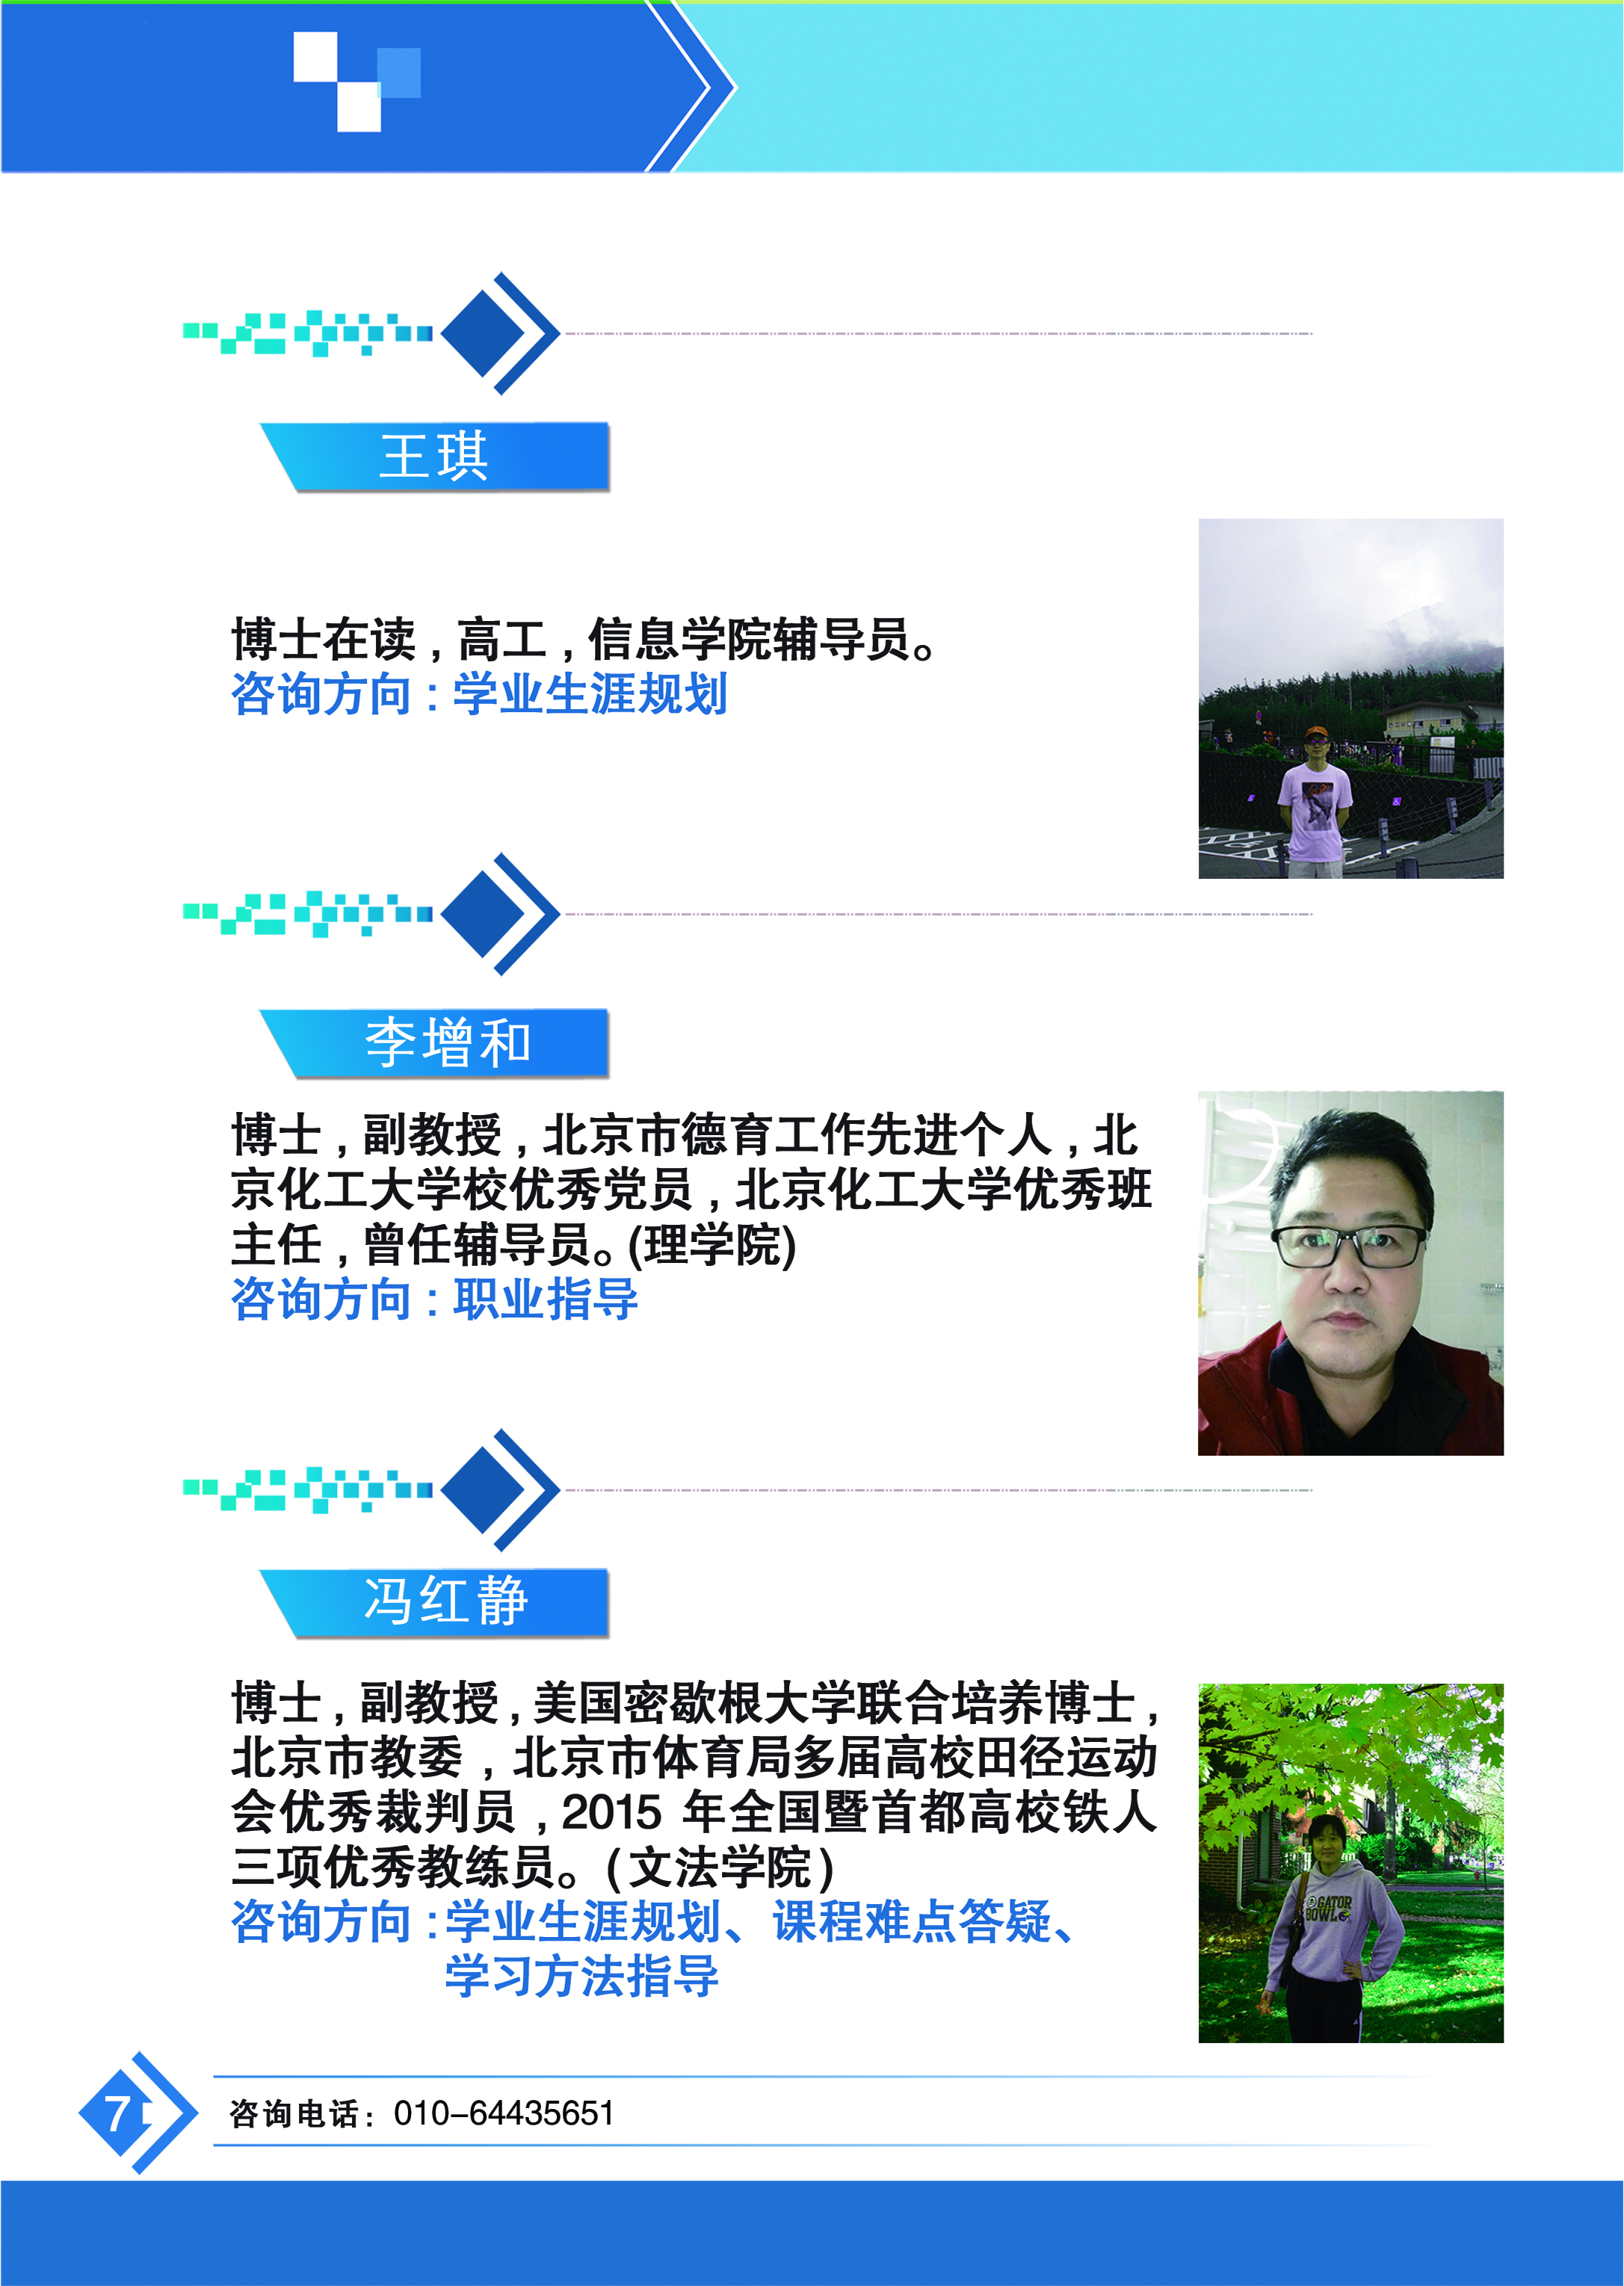 王琪
博士在读，高工，信息学院辅导员。
咨询方向：学业生涯规划
李增和
博士，副教授，北京市德育工作先进个人，北
京化工大学校优秀党员，北京化工大学优秀班
主任，曾任辅导员。(理学院)
咨询方向：职业指导
冯红静
博士，副教授，美国密歇根大学联合培养博士，
北京市教委，北京市体育局多届高校田径运动
会优秀裁判员，2015 年全国暨首都高校铁人
三项优秀教练员。(文法学院)
咨询方向：学业生涯规划、课程难点答疑、
学习方法指导
GATOR
BOWL
7
咨询电话：010-64435651